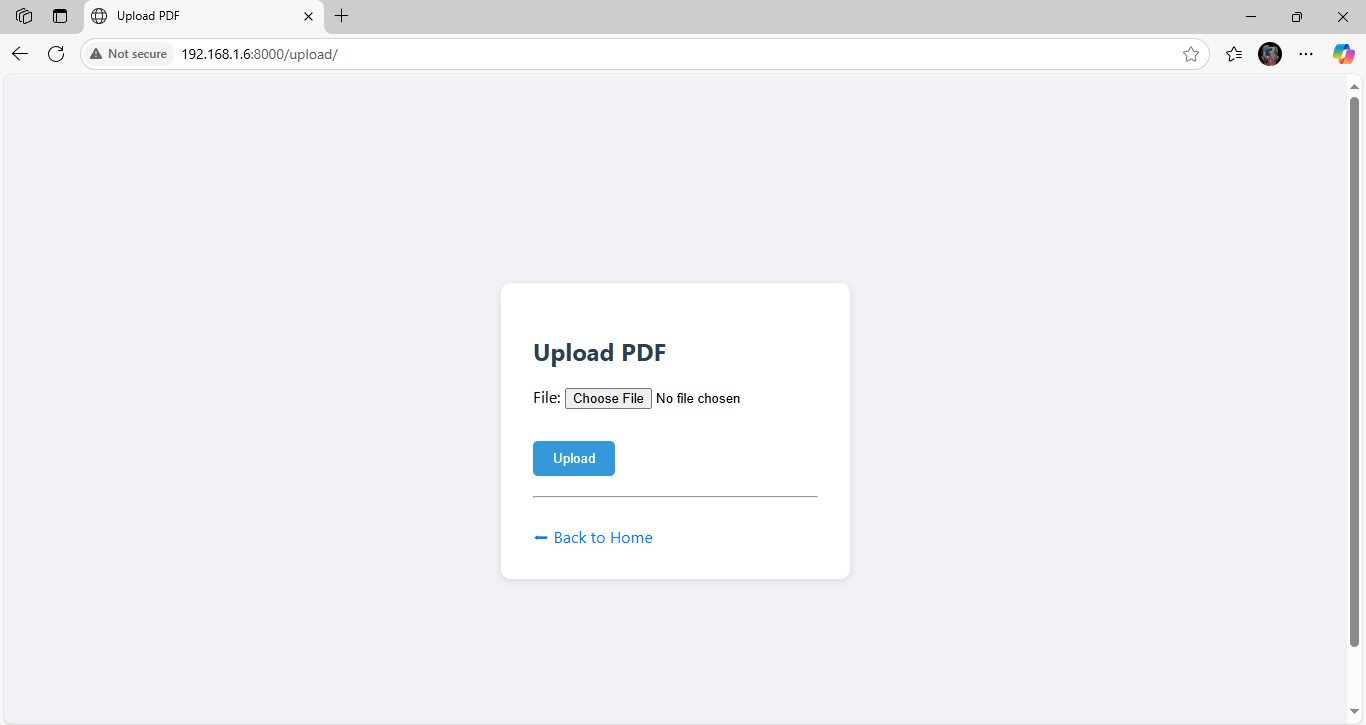 Upload PDF
Not secure 192.168.1.6:8000/upload/
Upload PDF
File: Choose File No file chosen
Upload
Back to Home